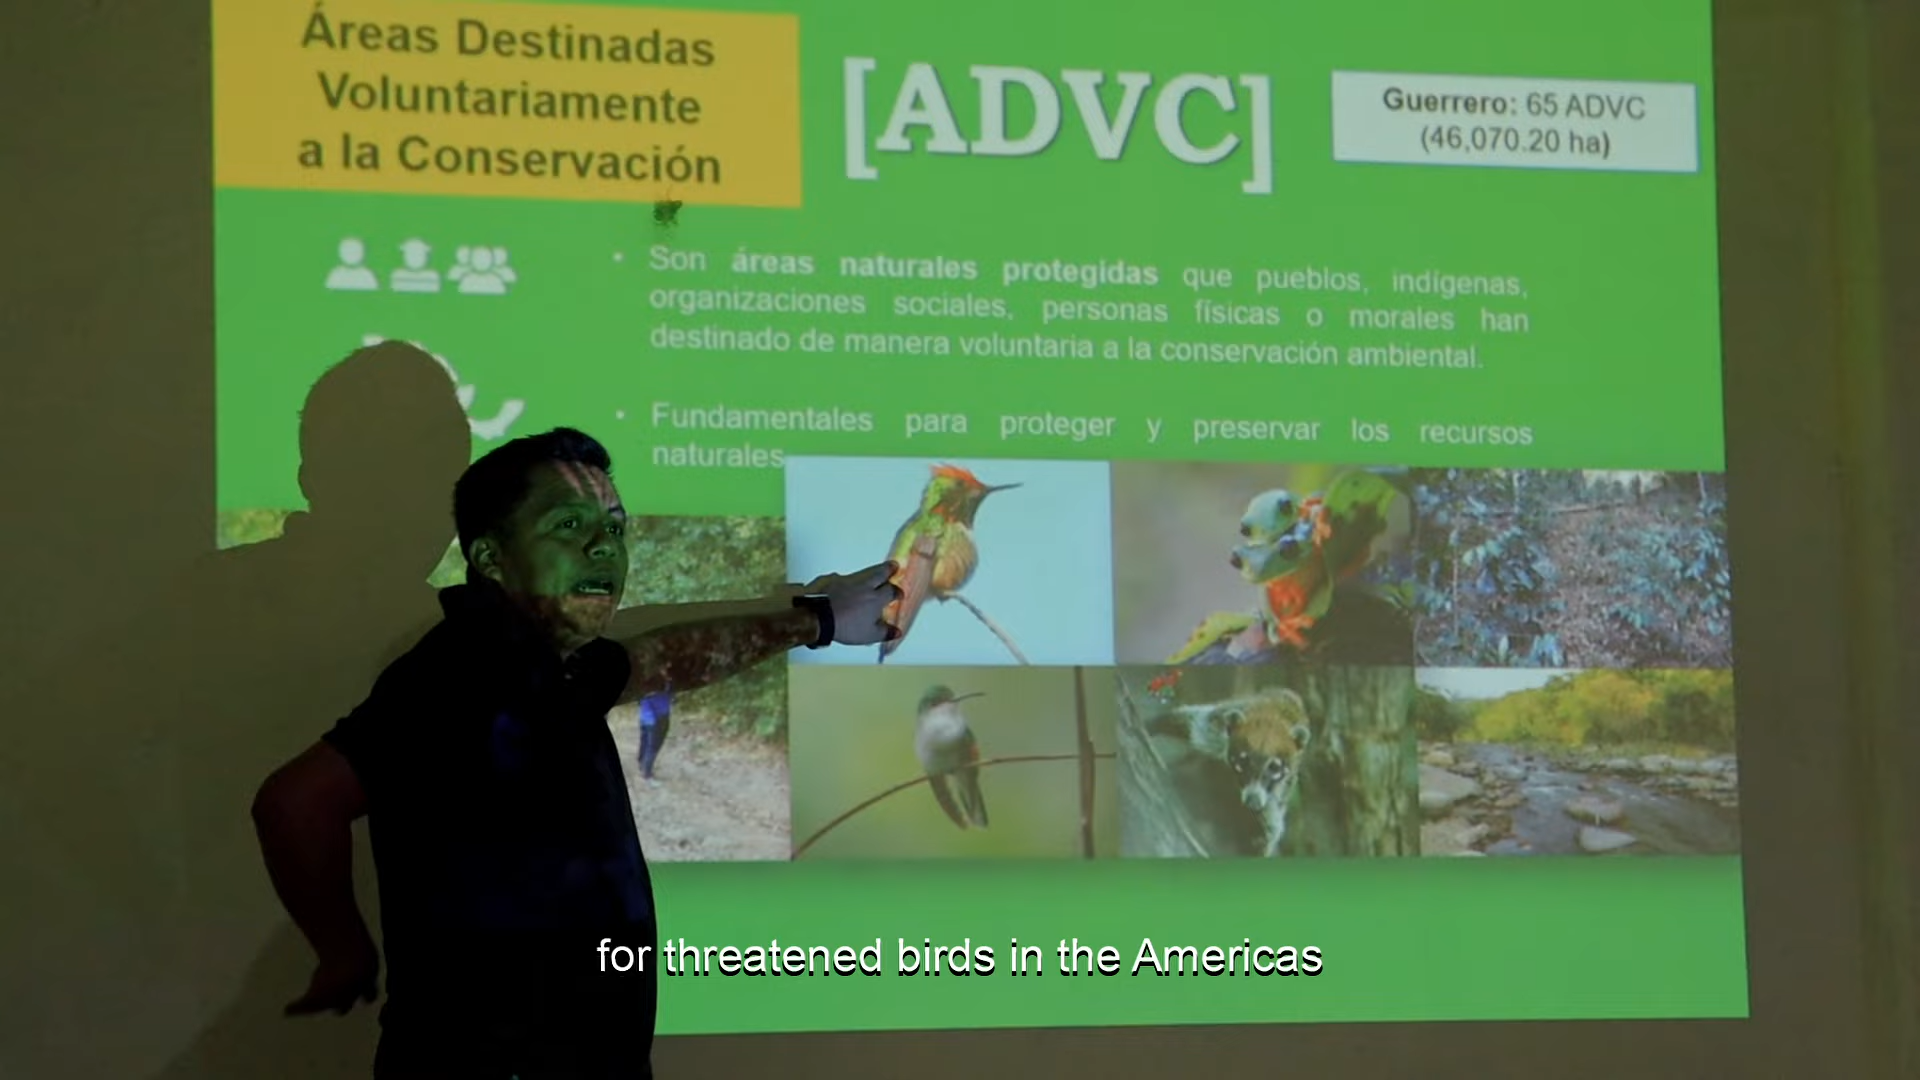 Áreas Destinadas
Voluntariamente
a la Conservación
[ADVC]
Guerrero: 65 ADVC
(46,070.20 ha)
• Son áreas naturales protegidas que pueblos, indígenas,
organizaciones sociales, personas físicas o morales han
destinado de manera voluntaria a la conservación ambiental.
• Fundamentales para proteger y preservar los recursos
naturales
for threatened birds in the Americas